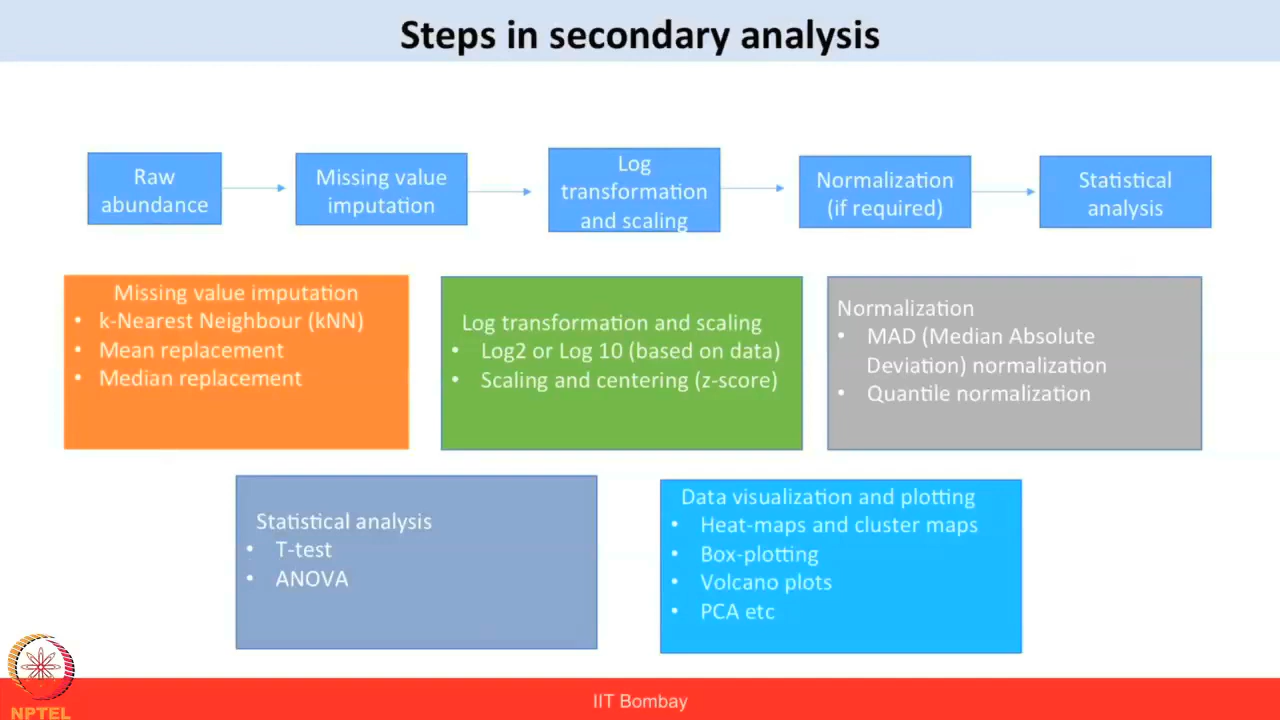 Steps in secondary analysis
Raw
abundance
Missing value
imputation
Log
transformation
and scaling
Normalization
(if required)
Statistical
analysis
Missing value imputation
• k-Nearest Neighbour (kNN)
• Mean replacement
• Median replacement
Log transformation and scaling
• Log2 or Log 10 (based on data)
• Scaling and centering (z-score)
Normalization
• MAD (Median Absolute
Deviation) normalization
• Quantile normalization
Statistical analysis
• T-test
• ANOVA
Data visualization and plotting
• Heat-maps and cluster maps
• Box-plotting
• Volcano plots
• PCA etc
NPTEL
IIT Bombay